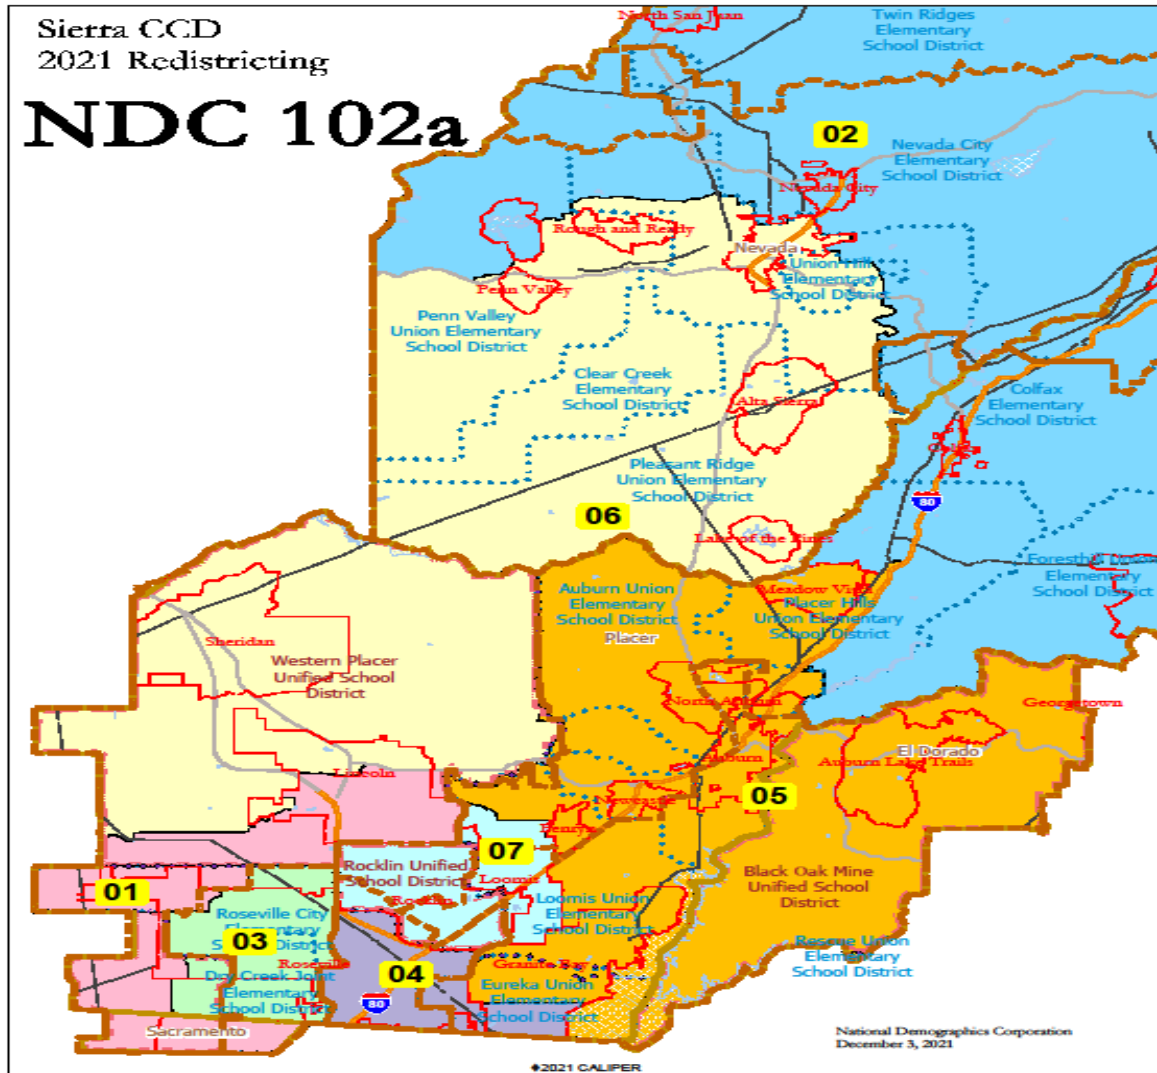 Sierra CCD
2021 Redistricting
NDC 102a
North San Juan
Twin Ridges
Elementary
School District
02
Nevada City
Elementary
School District
Nevada City
Rough and Ready
Nevada
Union Hill
Elementary
School District
Penn Valley
Penn Valley
Union Elementary
School District
Clear Creek
Elementary
School District
Alta Sierra
Colfax
Elementary
School District
Pleasant Ridge
Union Elementary
School District
80
06
Lake of the Pines
Foresthill Union
Elementary
School District
Auburn Union
Elementary
School District
Meadow Vista
Placer Hills
Union Elementary
School District
Placer
Sheridan
Western Placer
Unified School
District
North Auburn
Georgetown
El Dorado
Auburn
Auburn Lake Trails
Lincoln
05
Newcastle
Penryn
07
Rocklin Unified
School District
Loomis
Rocklin
Black Oak Mine
Unified School
District
01
Loomis Union
Elementary
School District
Roseville City
Elementary
School District
03
Rescue Union
Elementary
School District
Roseville
Granite Bay
04
Dry Creek Joint
Elementary
School District
Eureka Union
Elementary
School District
80
Sacramento
National Demographics Corporation
December 3, 2021
©2021 CALIPER